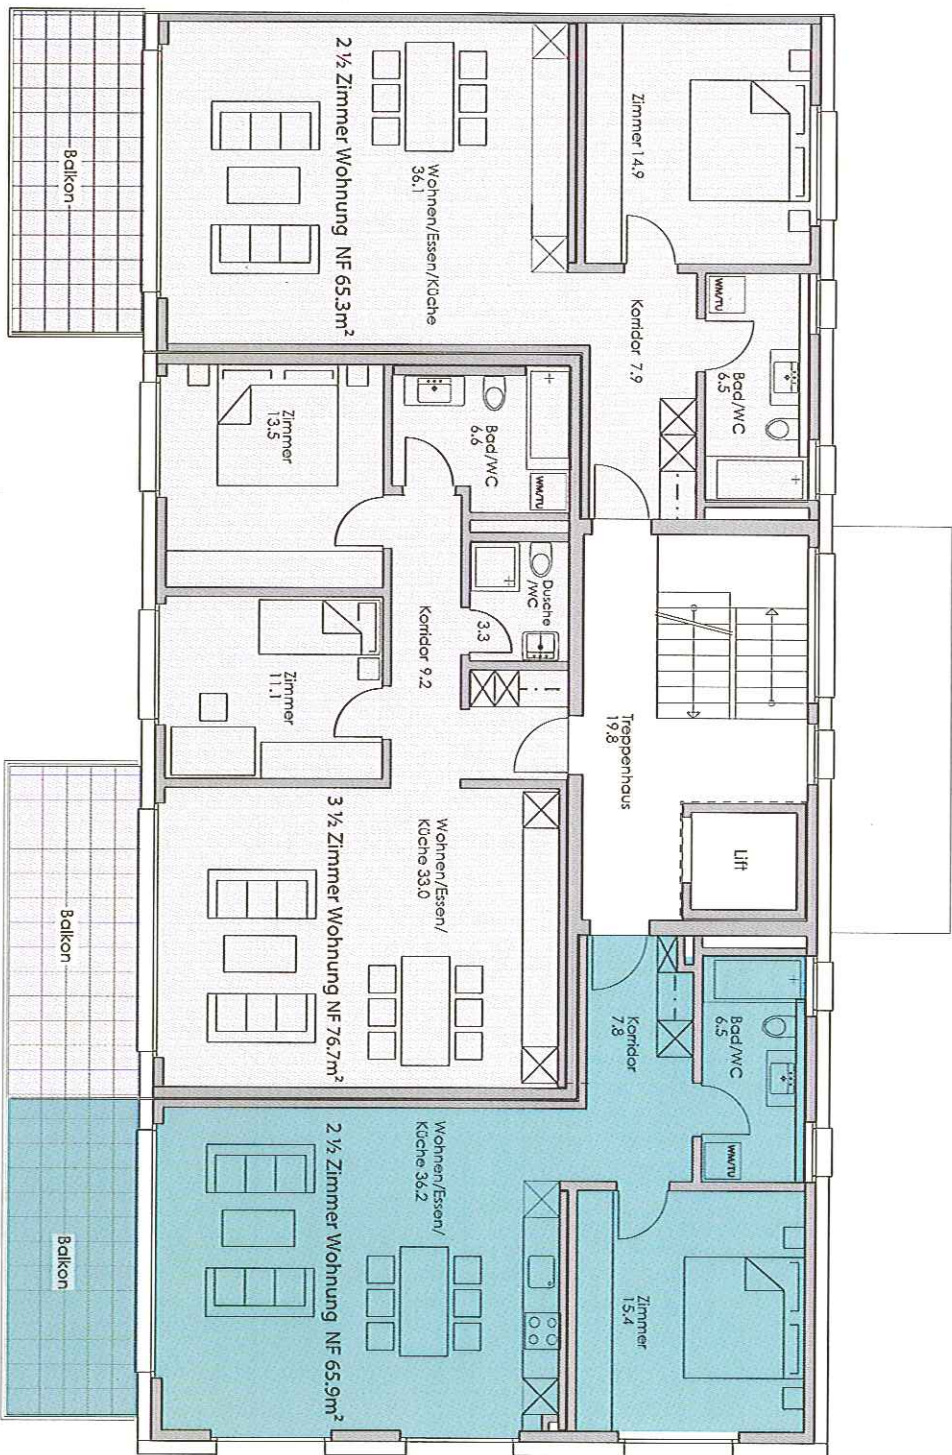 Zimmer 14.9
WM/TU
Bad/WC
6.5
Korridor 7.9
Wohnen/Essen/Küche
36.1
2 ½ Zimmer Wohnung NF 65.3m²
Balkon
Zimmer
13.5
Bad/WC
6.6
WM/TU
Dusche
/WC
3.3
Korridor 9.2
Zimmer
11.1
Treppenhaus
19.8
Lift
Wohnen/Essen/
Küche 33.0
3 ½ Zimmer Wohnung NF 76.7m²
Balkon
Bad/WC
6.5
WM/TU
Korridor
7.8
Zimmer
15.4
Wohnen/Essen/
Küche 36.2
2 ½ Zimmer Wohnung NF 65.9m²
Balkon